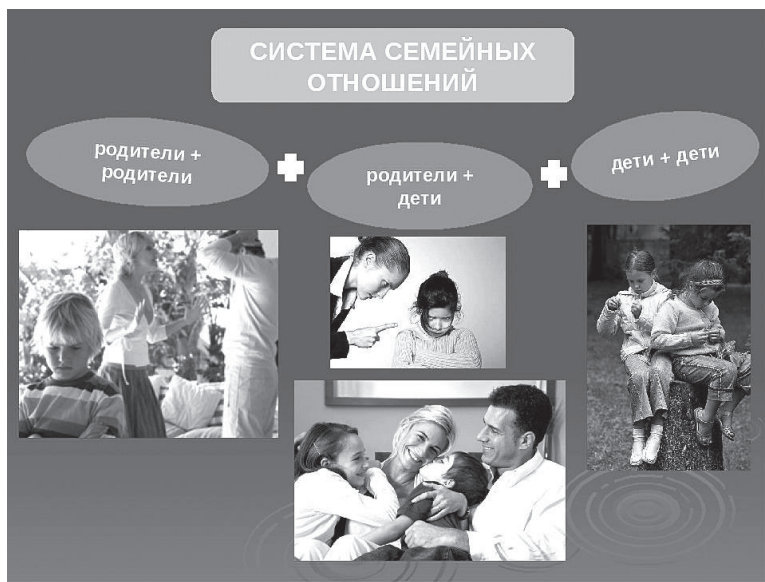 СИСТЕМА СЕМЕЙНЫХ
ОТНОШЕНИЙ
родители +
родители
родители +
дети
дети + дети